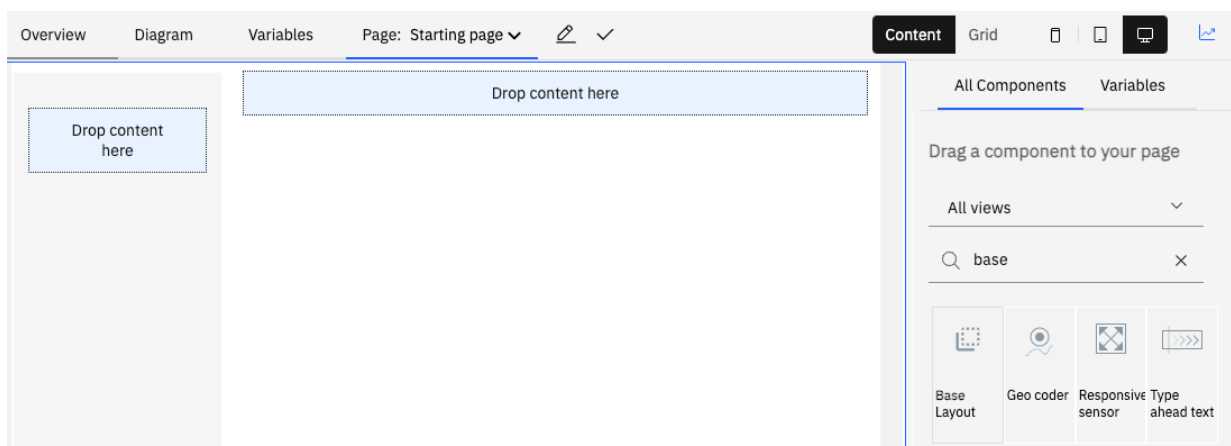 Overview Diagram Variables Page: Starting page Content Grid
All Components Variables
Drop content here
Drop content
here
Drag a component to your page
All views
base
Base
Layout
Geo coder
Responsive
sensor
Type
ahead text